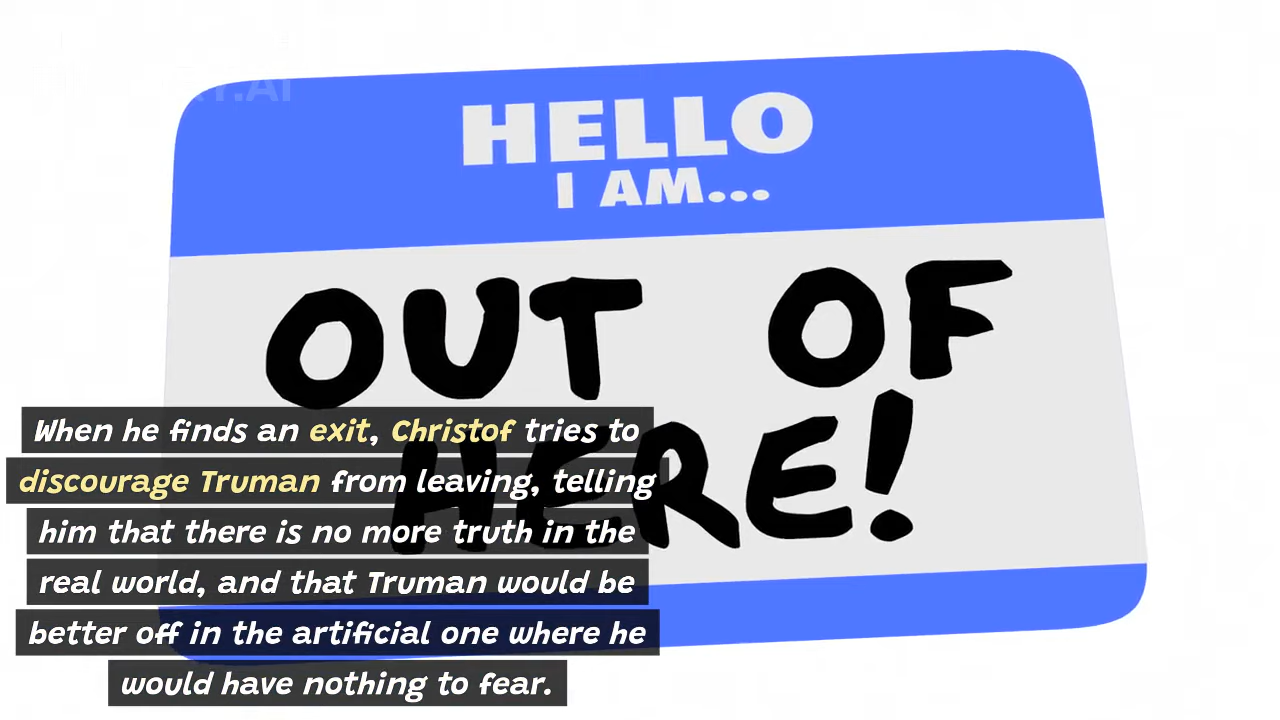 HELLO
I AM...
OUT OF
HERE!
When he finds an exit, Christof tries to
discourage Truman from leaving, telling
him that there is no more truth in the
real world, and that Truman would be
better off in the artificial one where he
would have nothing to fear.